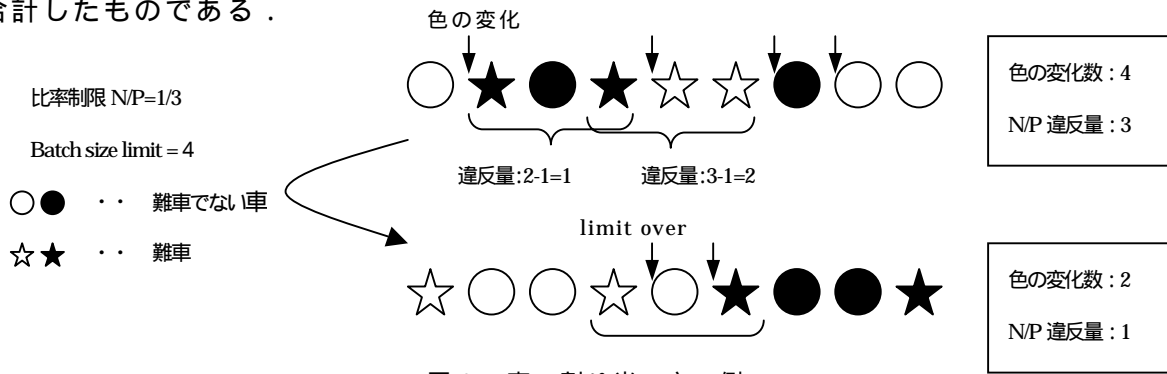 合計したものである．
色の変化
比率制限 N/P=1/3
Batch size limit = 4
○● ・・ 難車でない車
☆★ ・・ 難車
違反量:2-1=1
違反量:3-1=2
色の変化数：4
N/P 違反量：3
limit over
色の変化数：2
N/P 違反量：1